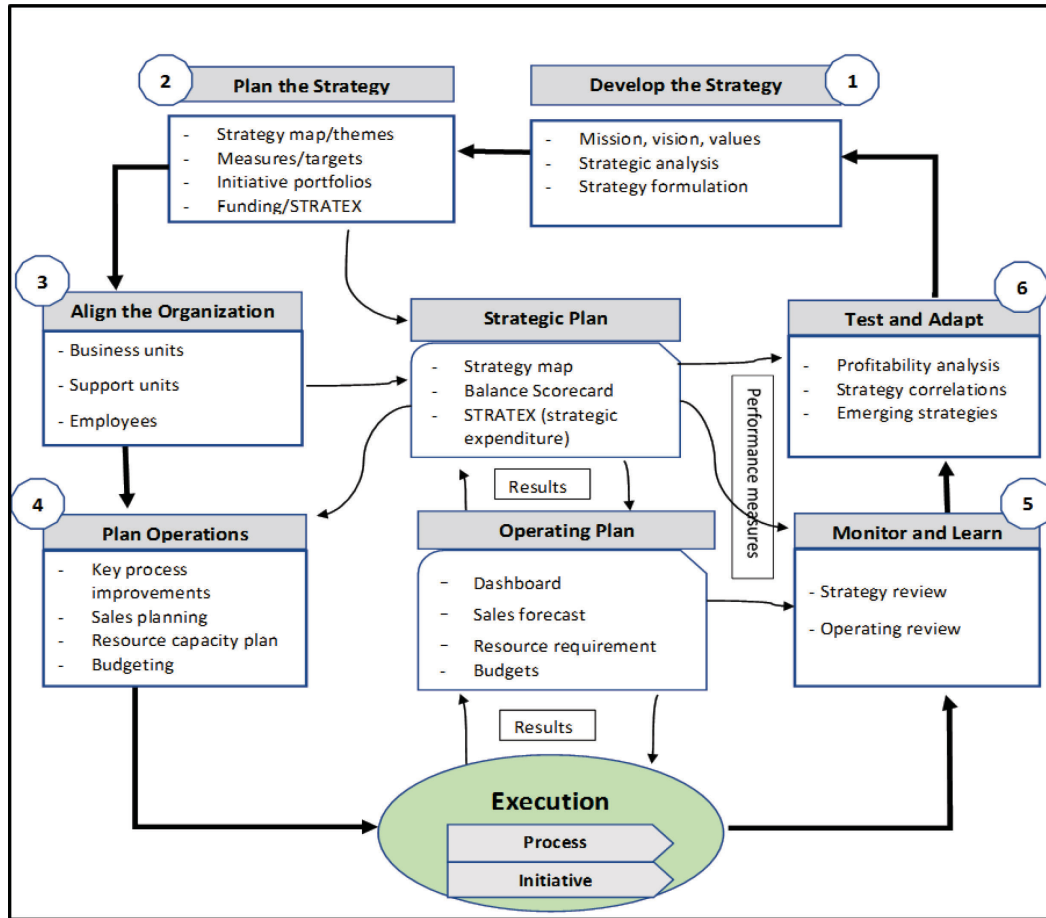 2
Plan the Strategy
- Strategy map/themes
- Measures/targets
- Initiative portfolios
- Funding/STRATEX
Develop the Strategy
1
- Mission, vision, values
- Strategic analysis
- Strategy formulation
3
Align the Organization
- Business units
- Support units
- Employees
Strategic Plan
- Strategy map
- Balance Scorecard
- STRATEX (strategic
expenditure)
6
Test and Adapt
- Profitability analysis
- Strategy correlations
- Emerging strategies
Performance measures
Results
4
Plan Operations
- Key process
improvements
- Sales planning
- Resource capacity plan
- Budgeting
Operating Plan
– Dashboard
– Sales forecast
– Resource requirement
- Budgets
5
Monitor and Learn
- Strategy review
- Operating review
Results
Execution
Process
Initiative